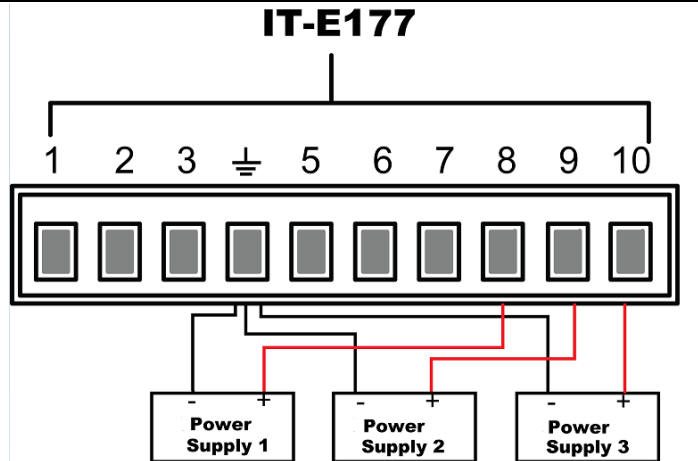 IT-E177
1 2 3 5 6 7 8 9 10
- + - + - +
Power Power Power
Supply 1 Supply 2 Supply 3